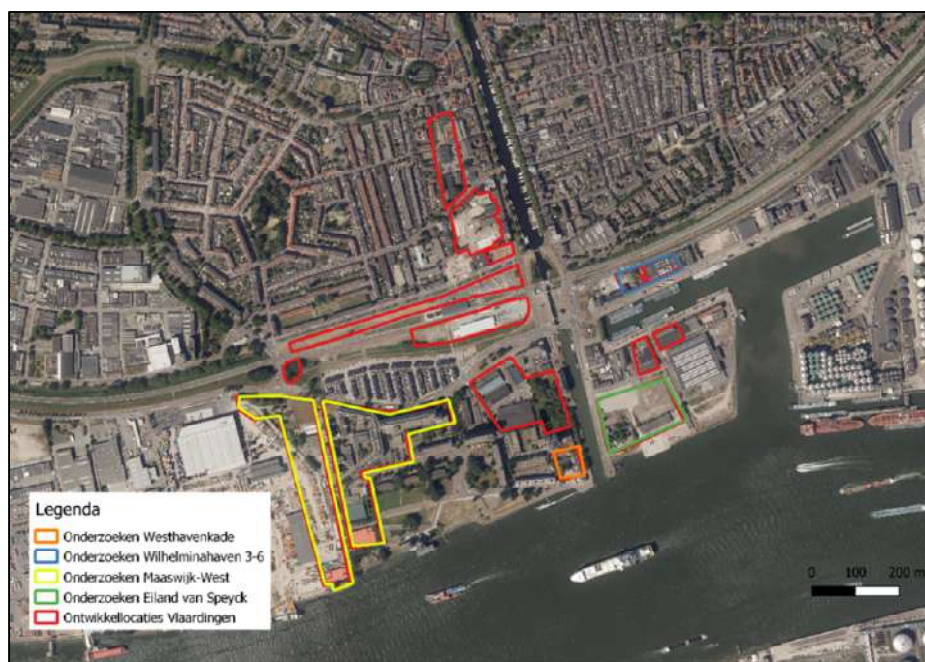 Legenda
Onderzoeken Westhavenkade
Onderzoeken Wilhelminahaven 3-6
Onderzoeken Maaswijk-West
Onderzoeken Eiland van Speyck
Ontwikkellocaties Vlaardingen
0 100 200 m